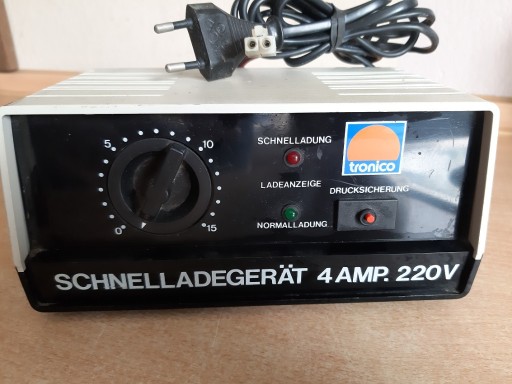 SCHNELLADUNG
5
10
tronico
LADEANZEIGE
DRUCKSICHERUNG
0
15
NORMALLADUNG
SCHNELLADEGERÄT 4 AMP. 220V